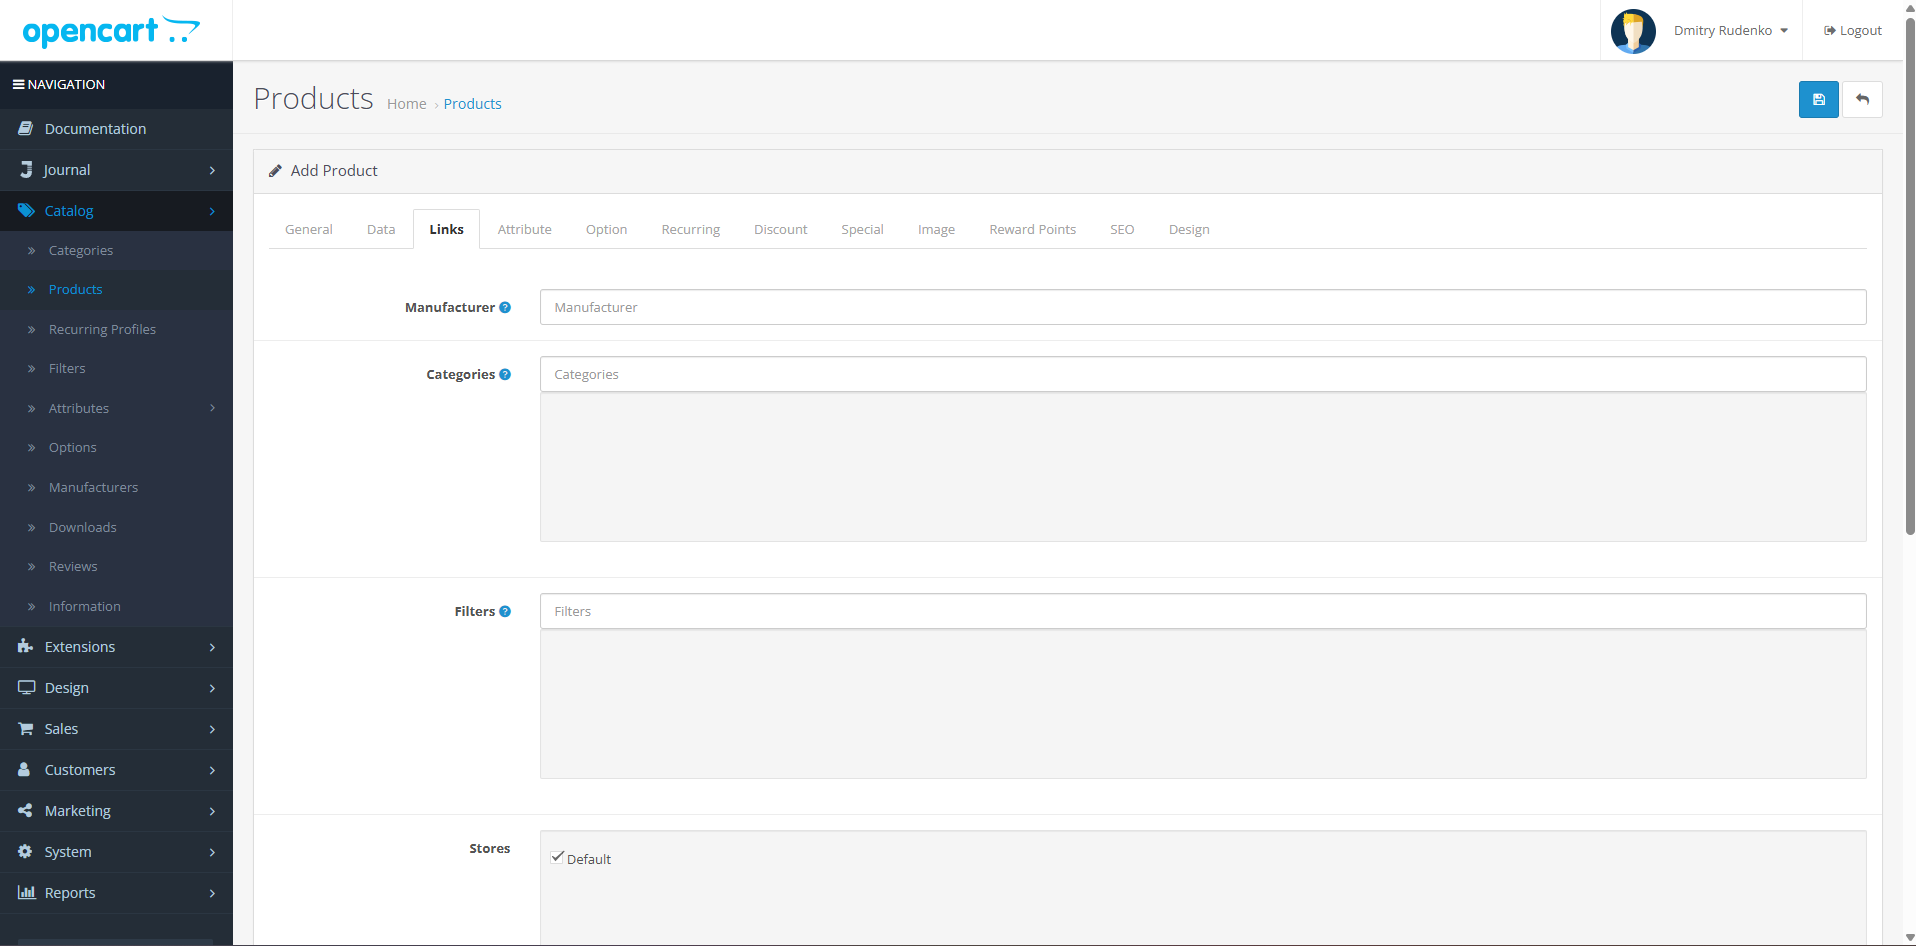 opencart
Dmitry Rudenko
Logout
NAVIGATION
Documentation
Journal
Catalog
Categories
Products
Recurring Profiles
Filters
Attributes
Options
Manufacturers
Downloads
Reviews
Information
Extensions
Design
Sales
Customers
Marketing
System
Reports
Products Home › Products
Add Product
General Data Links Attribute Option Recurring Discount Special Image Reward Points SEO Design
Manufacturer ? Manufacturer
Categories ? Categories
Filters ? Filters
Stores
Default